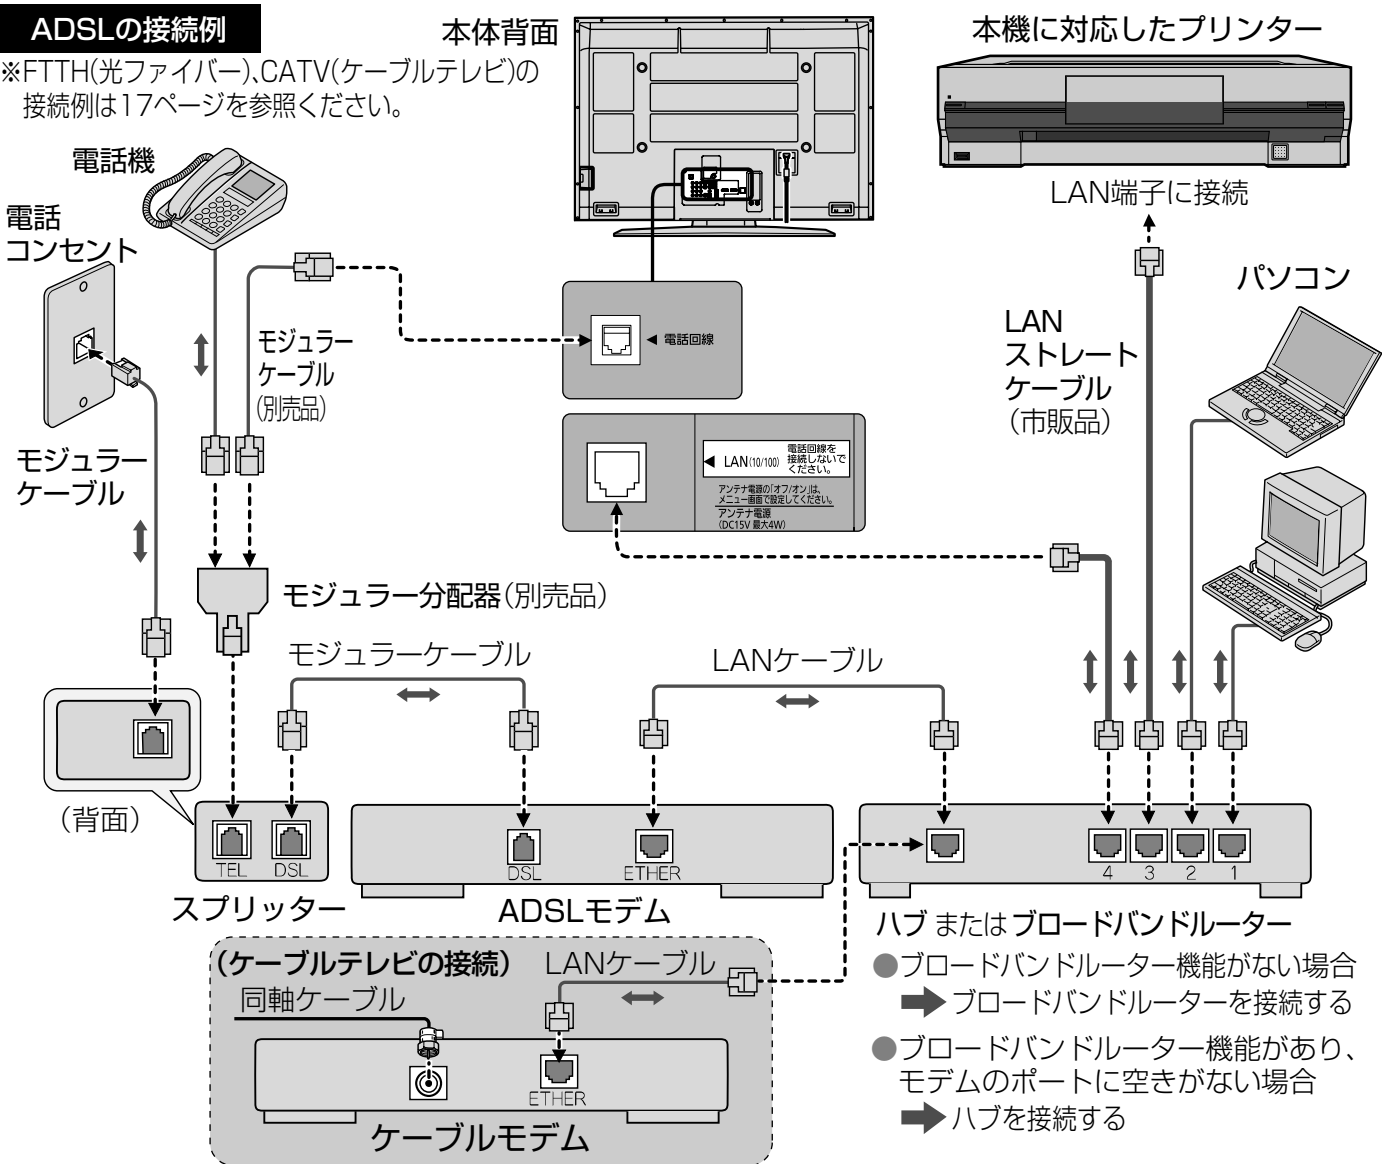 ADSLの接続例
※FTTH(光ファイバー)、CATV(ケーブルテレビ)の
接続例は17ページを参照ください。
本体背面
本機に対応したプリンター
LAN端子に接続
電話機
電話
コンセント
モジュラー
ケーブル
(別売品)
電話回線
LAN
ストレート
ケーブル
(市販品)
パソコン
モジュラー
ケーブル
LAN(10/100)
電話回線を
接続しないで
ください。
アンテナ電源の「オフ/オン」は、
メニュー画面で設定してください。
アンテナ電源
(DC15V 最大4W)
モジュラー分配器(別売品)
モジュラーケーブル
LANケーブル
(背面)
TEL DSL
DSL
ETHER
4 3 2 1
スプリッター
ADSLモデム
ハブ または ブロードバンドルーター
●ブロードバンドルーター機能がない場合
➡ブロードバンドルーターを接続する
●ブロードバンドルーター機能があり、
モデムのポートに空きがない場合
➡ハブを接続する
(ケーブルテレビの接続)
LANケーブル
同軸ケーブル
ETHER
ケーブルモデム